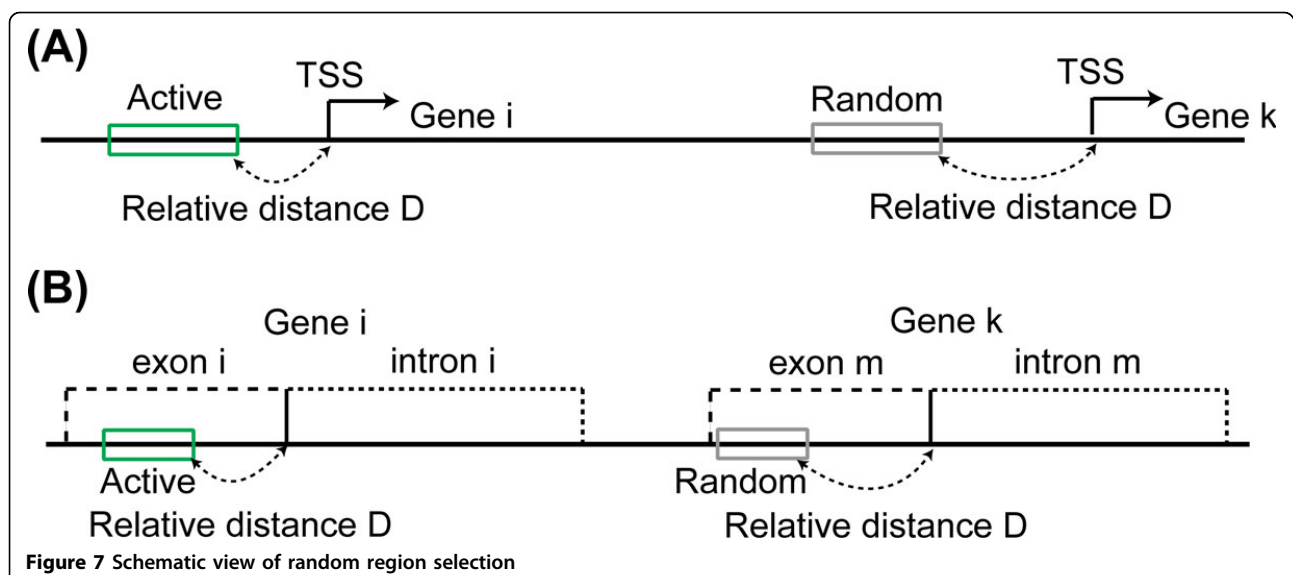 (A)
TSS
TSS
Active
Random
Gene i
Gene k
Relative distance D
Relative distance D
(B)
Gene i
Gene k
exon i
intron i
exon m
intron m
Active
Random
Relative distance D
Relative distance D
Figure 7 Schematic view of random region selection